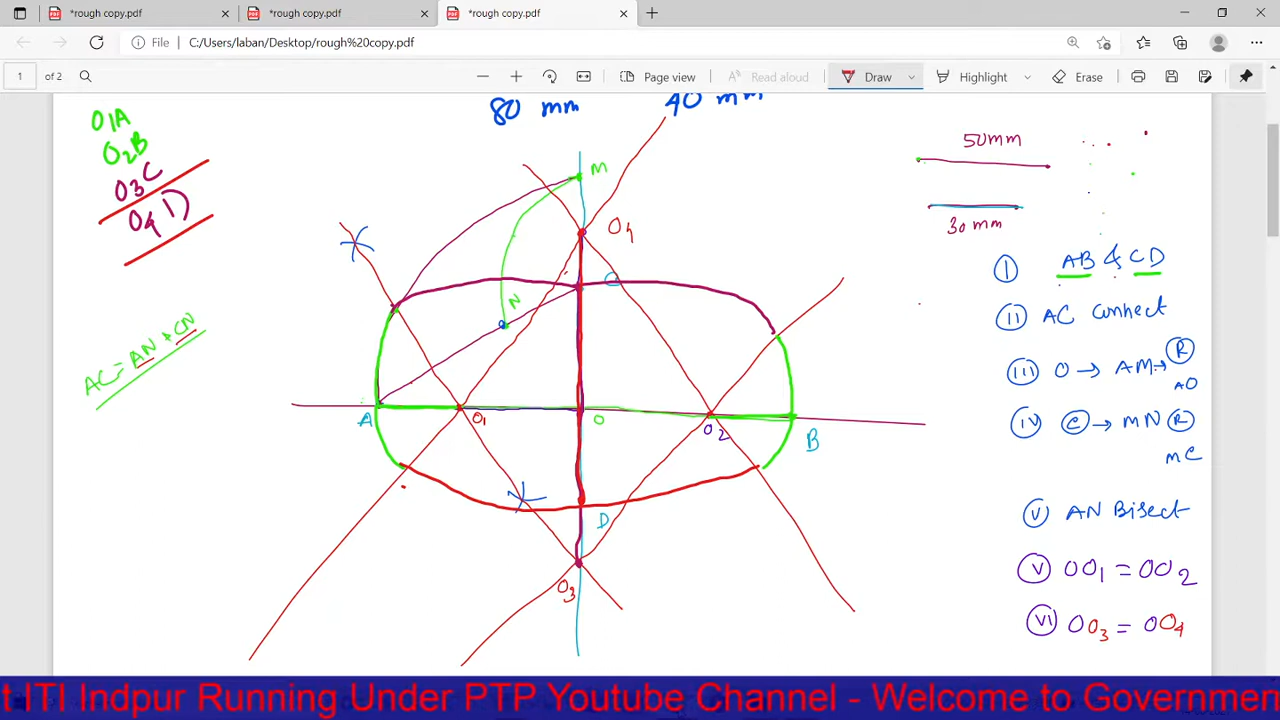 *rough copy.pdf
*rough copy.pdf
*rough copy.pdf
File C:/Users/laban/Desktop/rough%20copy.pdf
1 of 2 Page view Read aloud Draw Highlight Erase
80 mm 40 mm
O1A
O2B
O3C
O4D
AC = AN + CN
M
O4
C
N
A O1 O O2 B
D
O3
50mm
30 mm
I AB & CD
II AC Connect
III O → AM → R
AO
IV C → MN R
MC
V AN Bisect
V OO1 = OO2
VI OO3 = OO4
t ITI Indpur Running Under PTP Youtube Channel - Welcome to Governmen